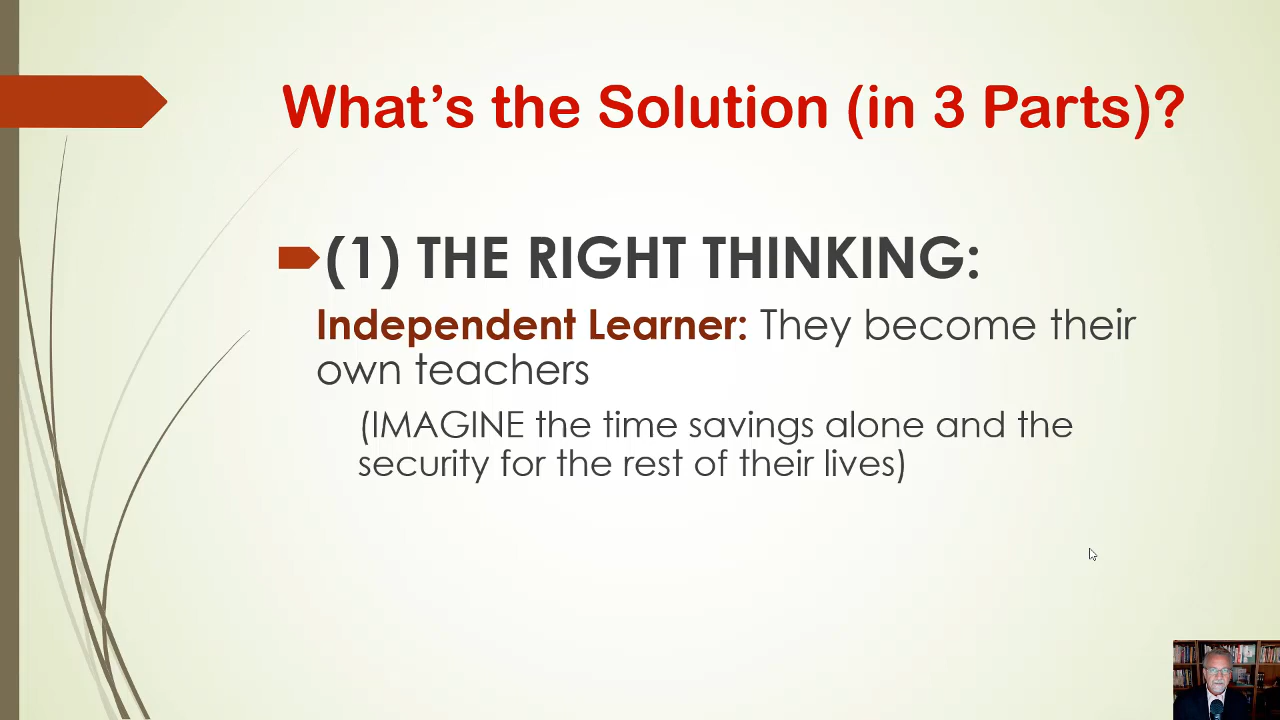 What's the Solution (in 3 Parts)?
(1) THE RIGHT THINKING:
Independent Learner: They become their
own teachers
(IMAGINE the time savings alone and the
security for the rest of their lives)